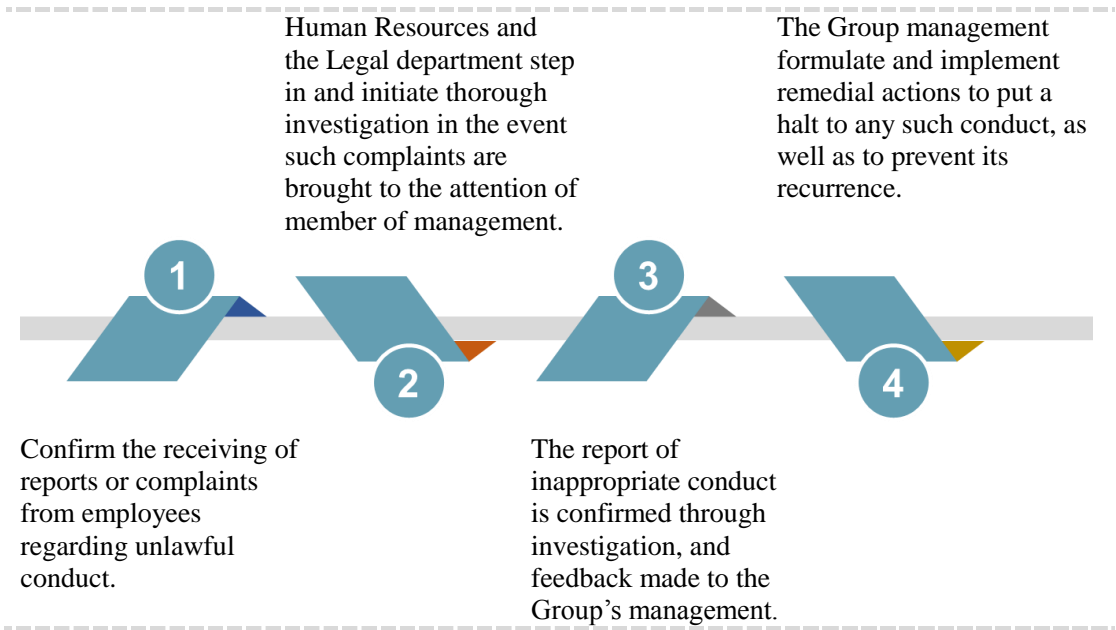 1
Confirm the receiving of
reports or complaints
from employees
regarding unlawful
conduct.
Human Resources and
the Legal department step
in and initiate thorough
investigation in the event
such complaints are
brought to the attention of
member of management.
2
3
The report of
inappropriate conduct
is confirmed through
investigation, and
feedback made to the
Group’s management.
The Group management
formulate and implement
remedial actions to put a
halt to any such conduct, as
well as to prevent its
recurrence.
4